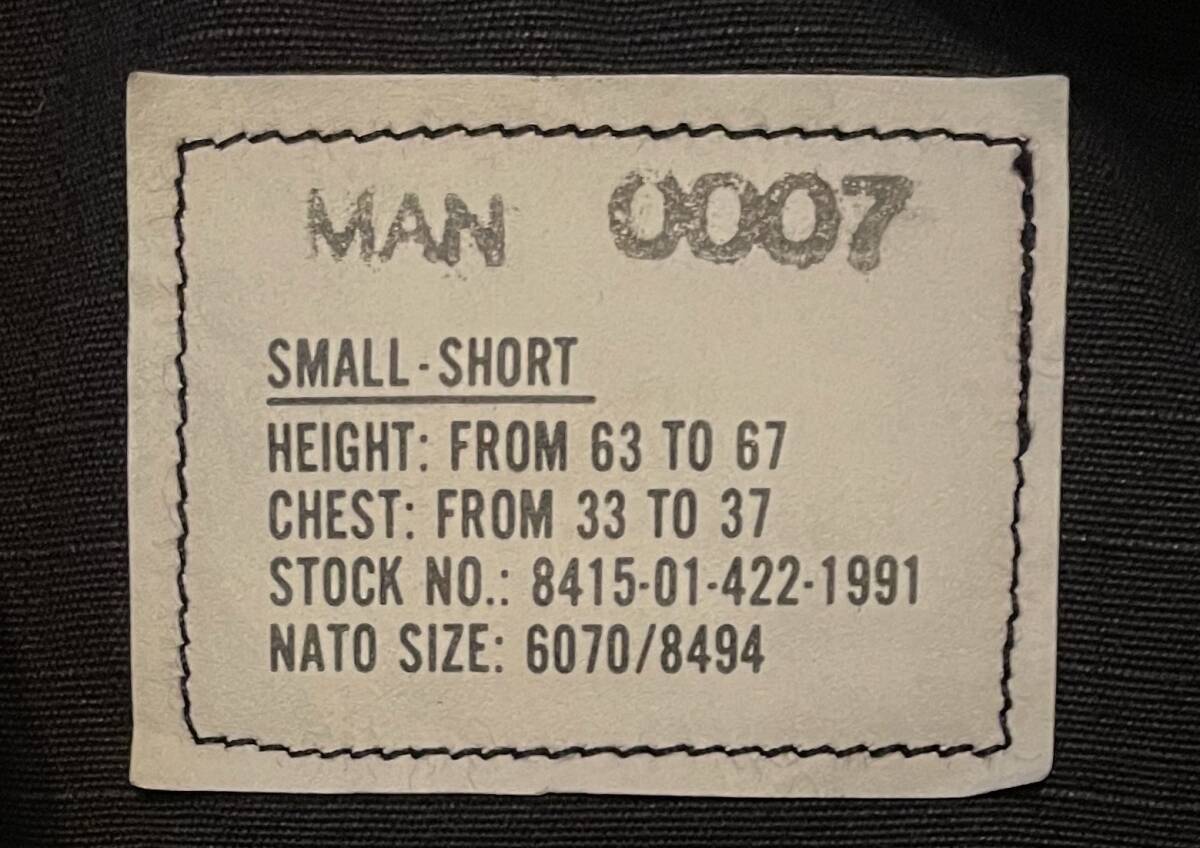 MAN 0007
SMALL-SHORT
HEIGHT: FROM 63 TO 67
CHEST: FROM 33 TO 37
STOCK NO.: 8415-01-422-1991
NATO SIZE: 6070/8494